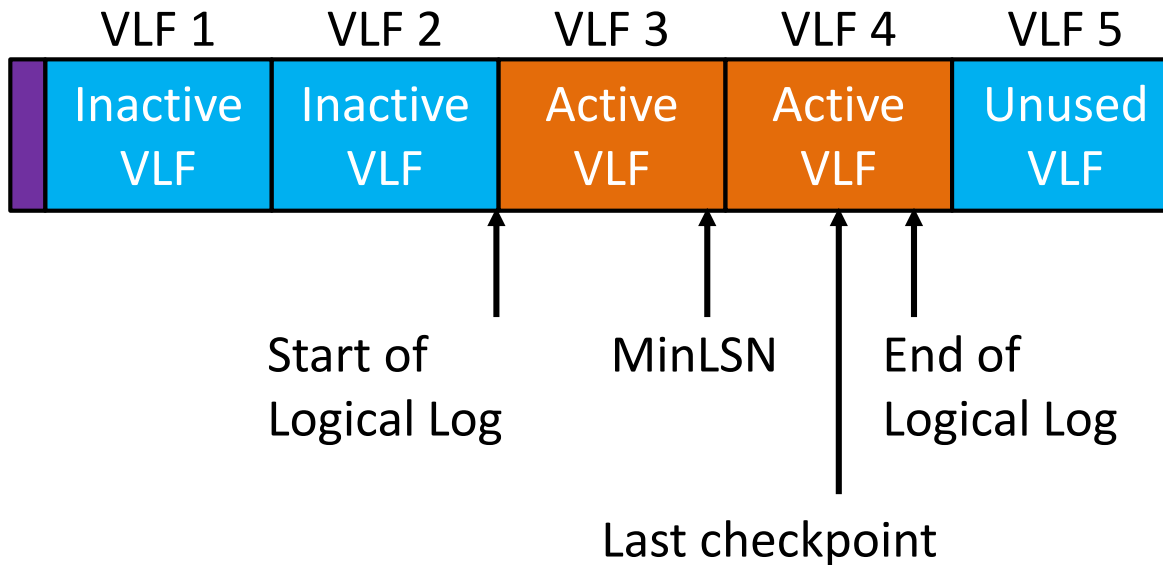 VLF 1
VLF 2
VLF 3
VLF 4
VLF 5
Inactive
VLF
Inactive
VLF
Active
VLF
Active
VLF
Unused
VLF
Start of
Logical Log
MinLSN
End of
Logical Log
Last checkpoint